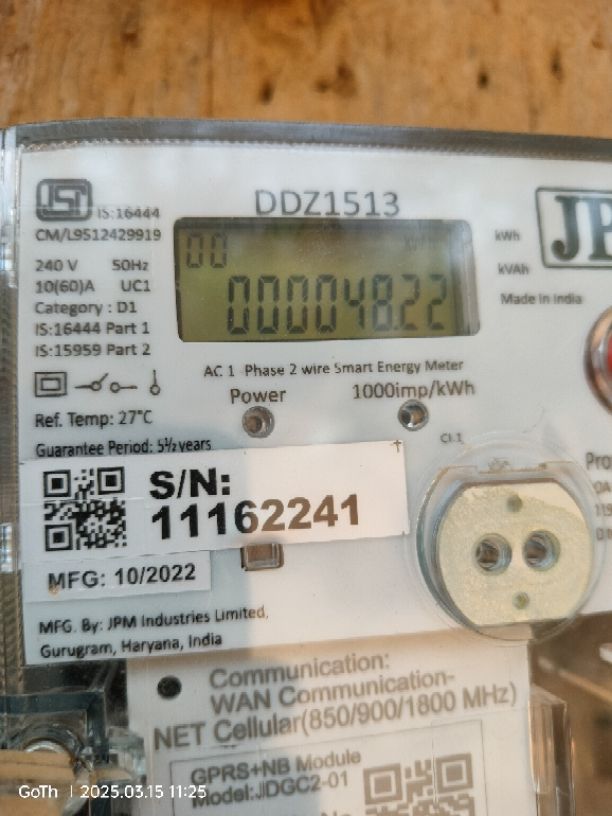 IS:16444
CM/L9512429919
DDZ1513
JP
240 V 50Hz
10(60)A UC1
Category : D1
IS:16444 Part 1
IS:15959 Part 2
00
00004822
kWh
kVAh
Made In India
AC 1 Phase 2 wire Smart Energy Meter
Power 1000imp/kWh
Ref. Temp: 27°C
Guarantee Period: 5½ years
Cl.1
S/N:
11162241
MFG: 10/2022
MFG. By: JPM Industries Limited,
Gurugram, Haryana, India
Communication:
WAN Communication-
NET Cellular(850/900/1800 MHz)
GPRS+NB Module
Model:JDGC2-01
GoTh | 2025.03.15 11:25